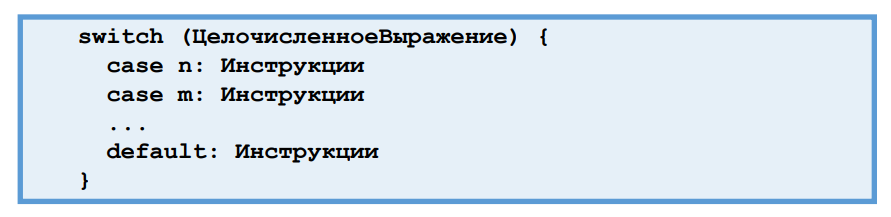 switch (ЦелочисленноеВыражение) {
case n: Инструкции
case m: Инструкции
...
default: Инструкции
}